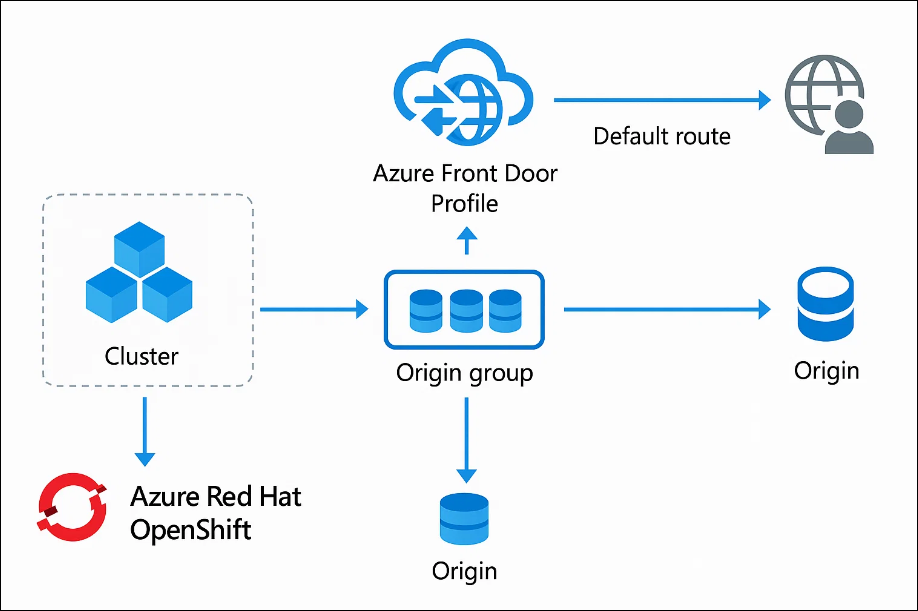 Default route
Azure Front Door
Profile
Cluster
Origin group
Origin
Azure Red Hat
OpenShift
Origin